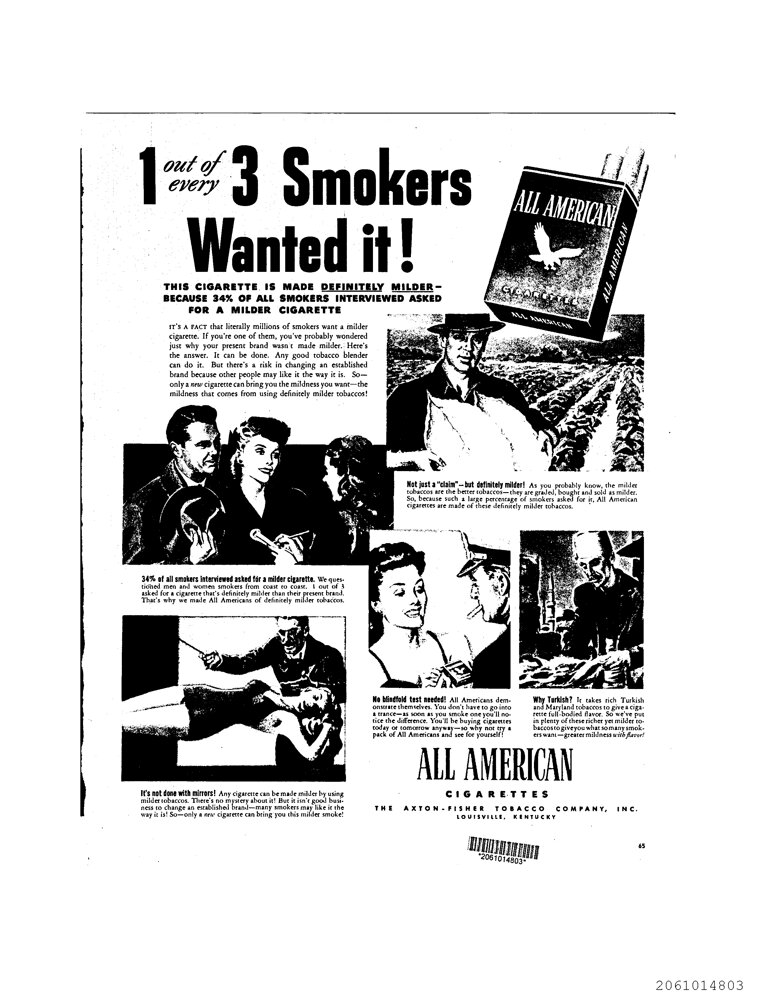 1 out of every 3 Smokers
Wanted it!
THIS CIGARETTE IS MADE DEFINITELY MILDER—
BECAUSE 34% OF ALL SMOKERS INTERVIEWED ASKED
FOR A MILDER CIGARETTE
IT'S A FACT that literally millions of smokers want a milder
cigarette. If you're one of them, you've probably wondered
just why your present brand wasn't made milder. Here's
the answer. It can be done. Any good tobacco blender
can do it. But there's a risk in changing an established
brand because other people may like it the way it is. So—
only a new cigarette can bring you the mildness you want—the
mildness that comes from using definitely milder tobaccos!
ALL AMERICAN
ALL AMERICAN
ALL AMERICAN
Not just a "claim"—but definitely milder! As you probably know, the milder
tobaccos are the better tobaccos—they are graded, bought and sold as milder.
So, because such a large percentage of smokers asked for it, All American
cigarettes are made of these definitely milder tobaccos.
34% of all smokers interviewed asked for a milder cigarette. We ques-
tioned men and women smokers from coast to coast. 1 out of 3
asked for a cigarette that's definitely milder than their present brand.
That's why we made All Americans of definitely milder tobaccos.
No blindfold test needed! All Americans dem-
onstrate themselves. You don't have to go into
a trance—as soon as you smoke one you'll no-
tice the difference. You'll be buying cigarettes
today or tomorrow anyway—so why not try a
pack of All Americans and see for yourself!
Why Turkish? It takes rich Turkish
and Maryland tobaccos to give a ciga-
rette full-bodied flavor. So we've put
in plenty of these richer yet milder to-
baccos to give you what so many smok-
ers want—greater mildness with flavor!
It's not done with mirrors! Any cigarette can be made milder by using
milder tobaccos. There's no mystery about it! But it isn't good busi-
ness to change an established brand—many smokers may like it the
way it is! So—only a new cigarette can bring you this milder smoke!
ALL AMERICAN
CIGARETTES
THE AXTON-FISHER TOBACCO COMPANY, INC.
LOUISVILLE, KENTUCKY
65
*2061014803*
2061014803